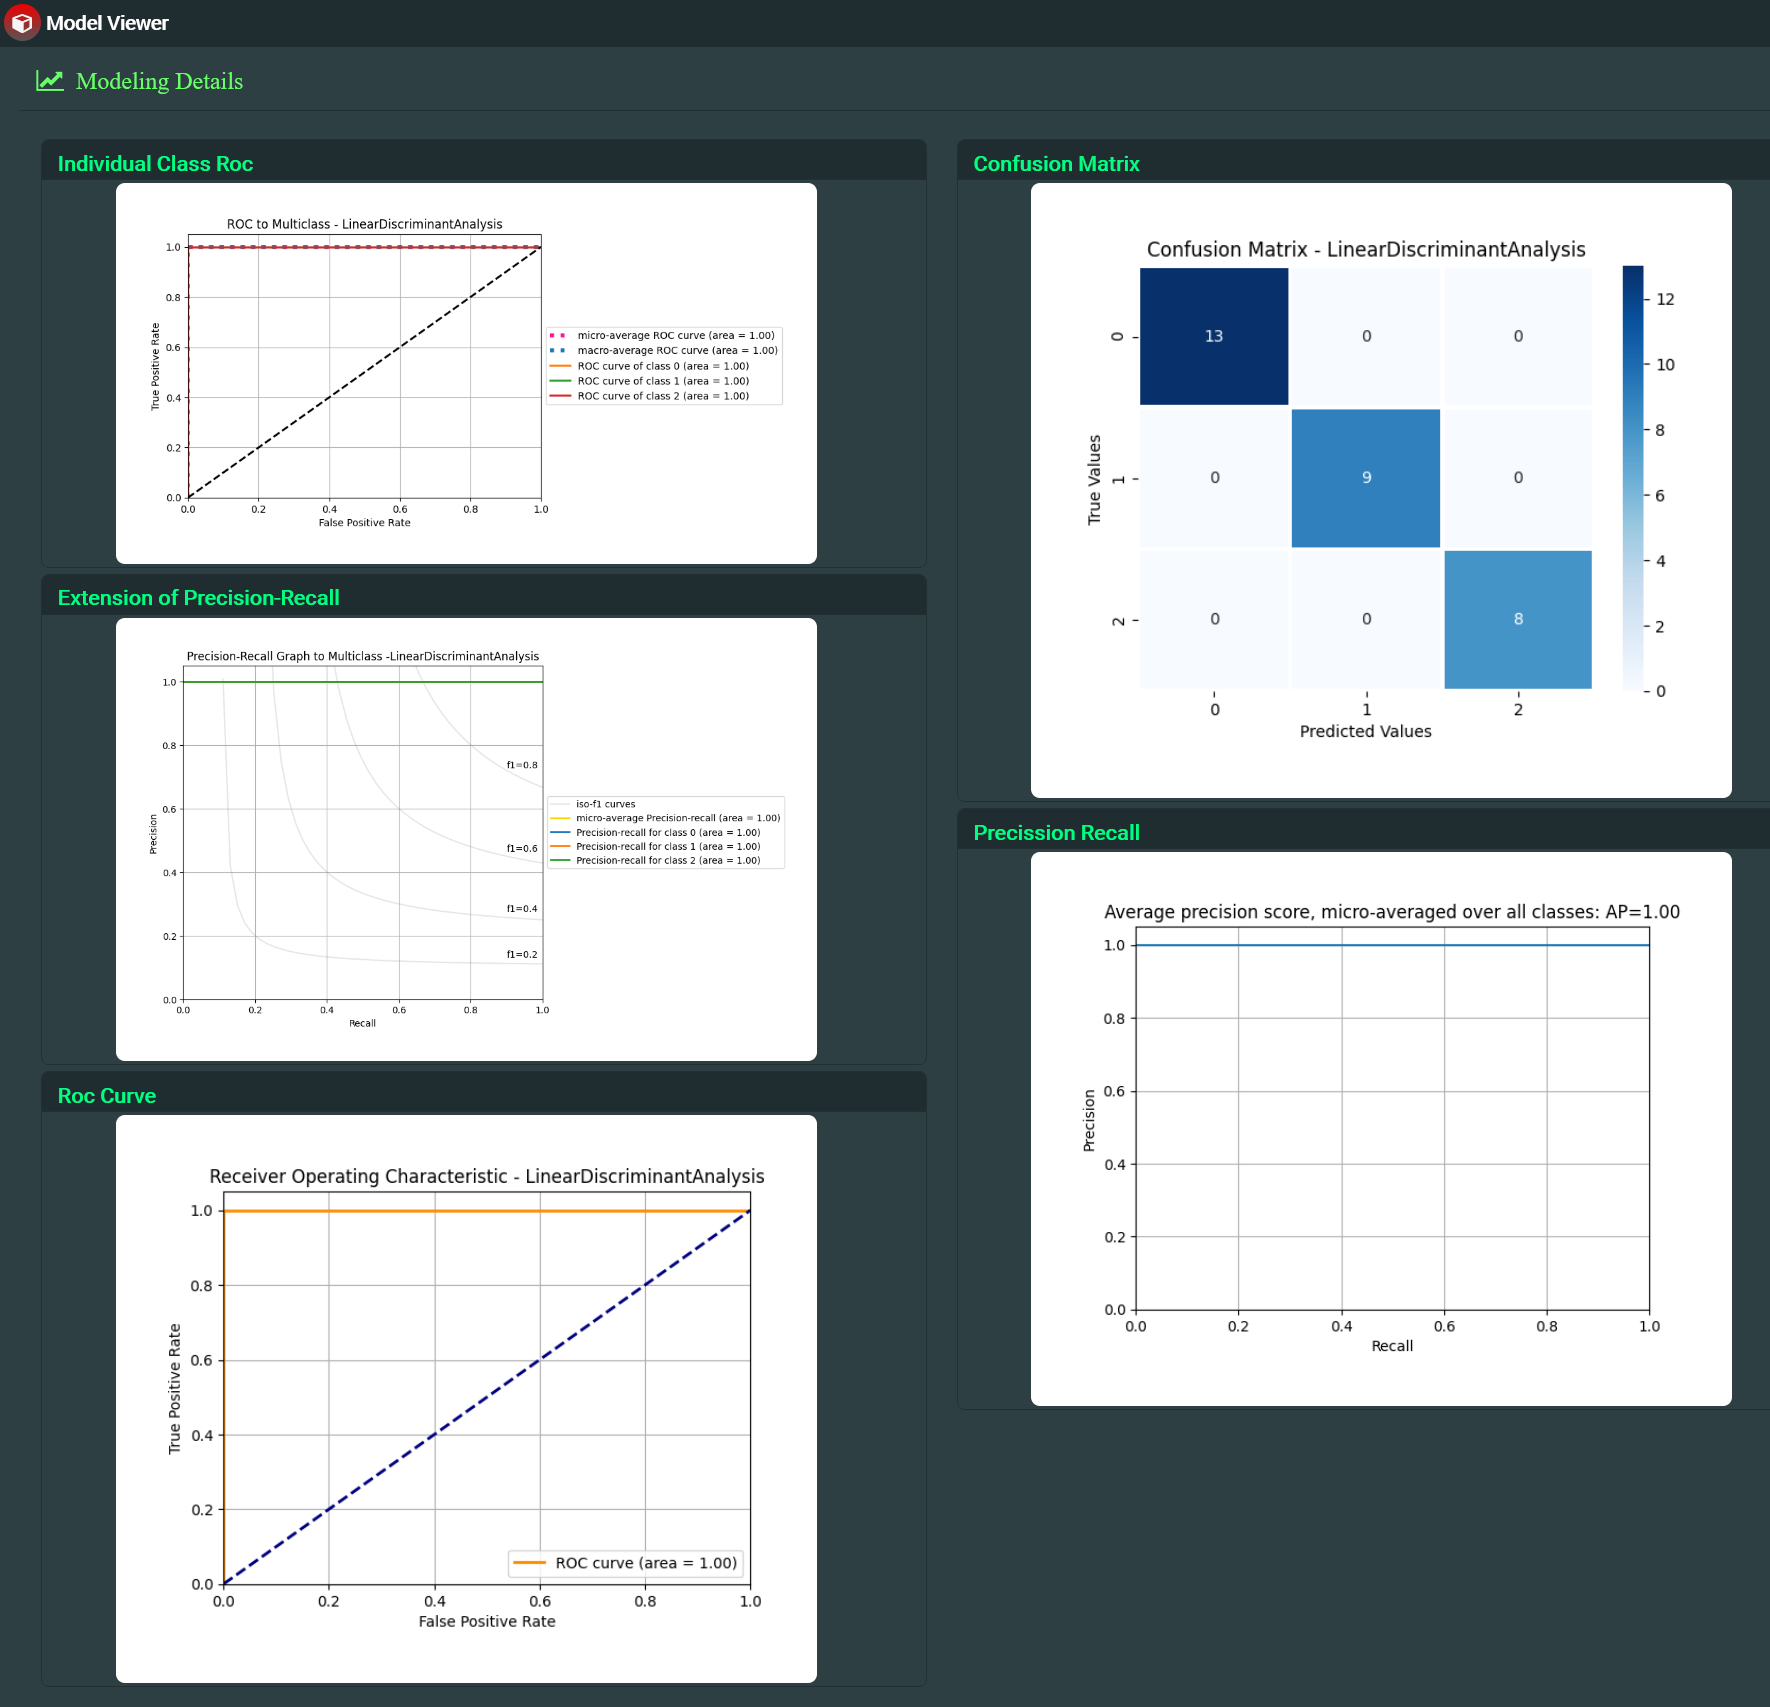 Model Viewer
Modeling Details
Individual Class Roc
ROC to Multiclass - LinearDiscriminantAnalysis
1.0
0.8
0.6
0.4
0.2
0.0
True Positive Rate
0.0 0.2 0.4 0.6 0.8 1.0
False Positive Rate
micro-average ROC curve (area = 1.00)
macro-average ROC curve (area = 1.00)
ROC curve of class 0 (area = 1.00)
ROC curve of class 1 (area = 1.00)
ROC curve of class 2 (area = 1.00)
Extension of Precision-Recall
Precision-Recall Graph to Multiclass -LinearDiscriminantAnalysis
1.0
0.8
0.6
0.4
0.2
0.0
Precision
f1=0.8
f1=0.6
f1=0.4
f1=0.2
0.0 0.2 0.4 0.6 0.8 1.0
Recall
iso-f1 curves
micro-average Precision-recall (area = 1.00)
Precision-recall for class 0 (area = 1.00)
Precision-recall for class 1 (area = 1.00)
Precision-recall for class 2 (area = 1.00)
Roc Curve
Receiver Operating Characteristic - LinearDiscriminantAnalysis
1.0
0.8
0.6
0.4
0.2
0.0
True Positive Rate
ROC curve (area = 1.00)
0.0 0.2 0.4 0.6 0.8 1.0
False Positive Rate
Confusion Matrix
Confusion Matrix - LinearDiscriminantAnalysis
True Values
0 13 0 0
1 0 9 0
2 0 0 8
0 1 2
Predicted Values
12
10
8
6
4
2
0
Precission Recall
Average precision score, micro-averaged over all classes: AP=1.00
1.0
0.8
0.6
0.4
0.2
0.0
Precision
0.0 0.2 0.4 0.6 0.8 1.0
Recall